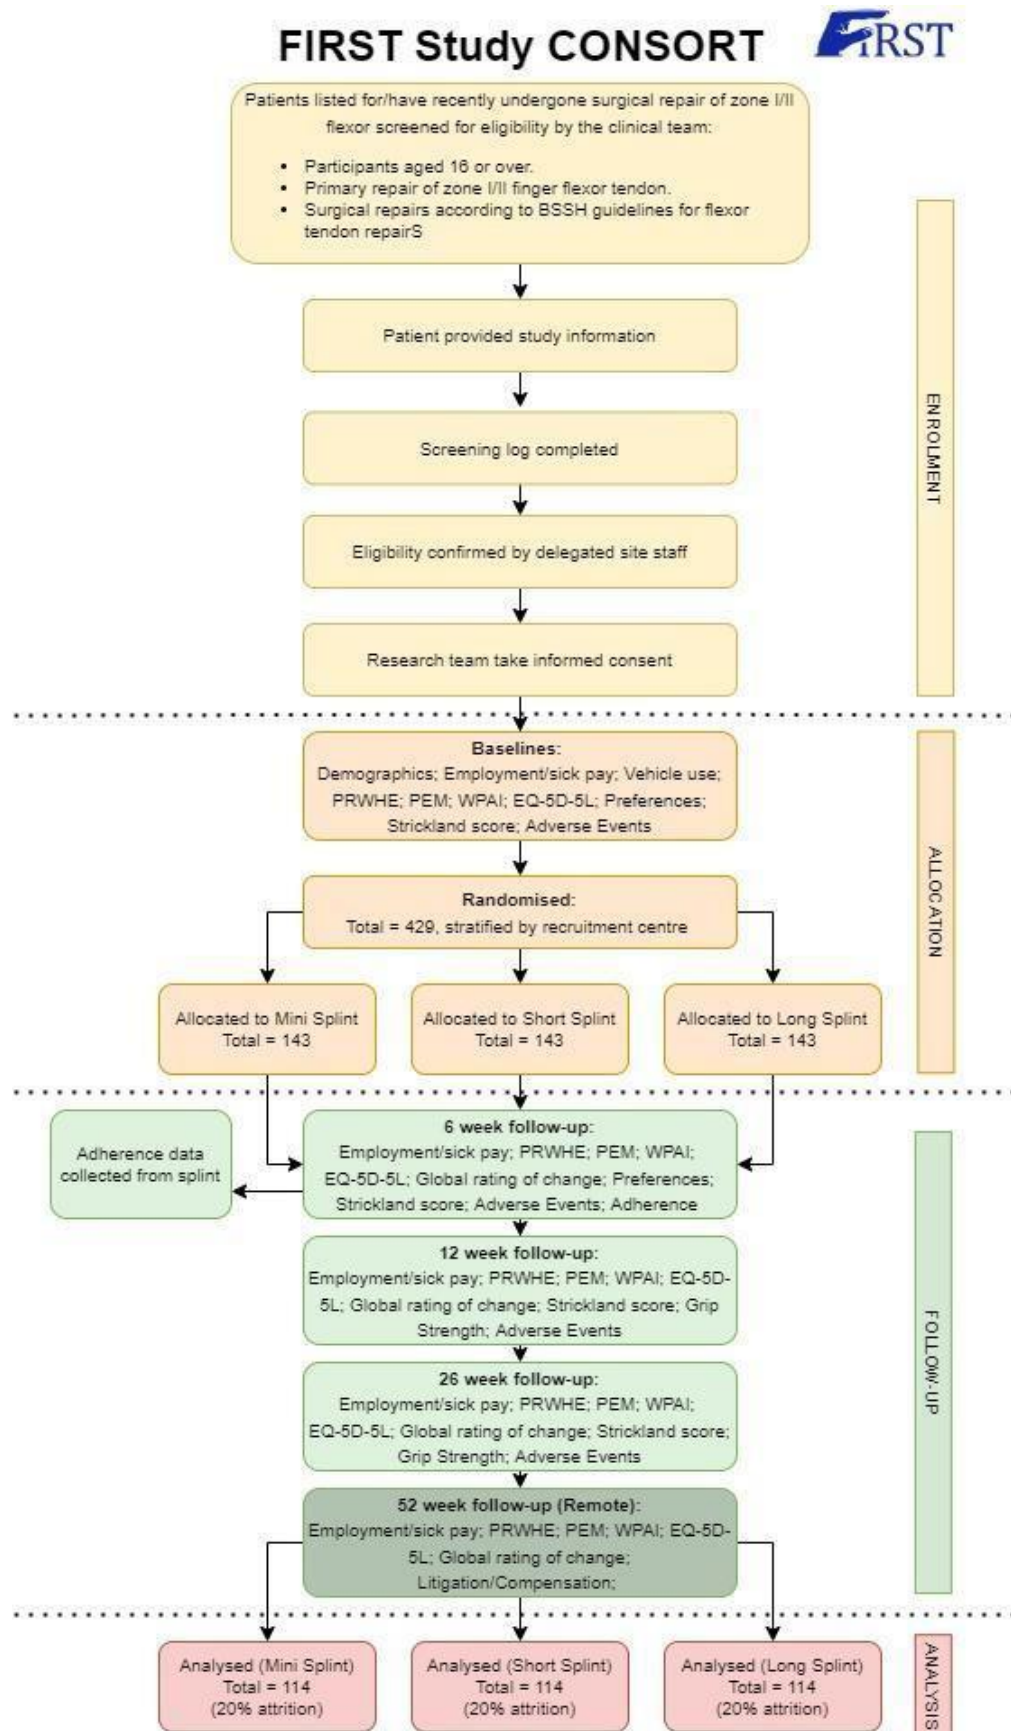 FIRST Study CONSORT
FIRST
Patients listed for/have recently undergone surgical repair of zone I/II
flexor screened for eligibility by the clinical team:
• Participants aged 16 or over.
• Primary repair of zone I/II finger flexor tendon.
• Surgical repairs according to BSSH guidelines for flexor
tendon repairS
Patient provided study information
Screening log completed
Eligibility confirmed by delegated site staff
Research team take informed consent
ENROLMENT
Baselines:
Demographics; Employment/sick pay; Vehicle use;
PRWHE; PEM; WPAI; EQ-5D-5L; Preferences;
Strickland score; Adverse Events
Randomised:
Total = 429, stratified by recruitment centre
Allocated to Mini Splint
Total = 143
Allocated to Short Splint
Total = 143
Allocated to Long Splint
Total = 143
ALLOCATION
Adherence data
collected from splint
6 week follow-up:
Employment/sick pay; PRWHE; PEM; WPAI;
EQ-5D-5L; Global rating of change; Preferences;
Strickland score; Adverse Events; Adherence
12 week follow-up:
Employment/sick pay; PRWHE; PEM; WPAI; EQ-5D-
5L; Global rating of change; Strickland score; Grip
Strength; Adverse Events
26 week follow-up:
Employment/sick pay; PRWHE; PEM; WPAI;
EQ-5D-5L; Global rating of change; Strickland score;
Grip Strength; Adverse Events
52 week follow-up (Remote):
Employment/sick pay; PRWHE; PEM; WPAI; EQ-5D-
5L; Global rating of change;
Litigation/Compensation;
FOLLOW-UP
Analysed (Mini Splint)
Total = 114
(20% attrition)
Analysed (Short Splint)
Total = 114
(20% attrition)
Analysed (Long Splint)
Total = 114
(20% attrition)
ANALYSIS